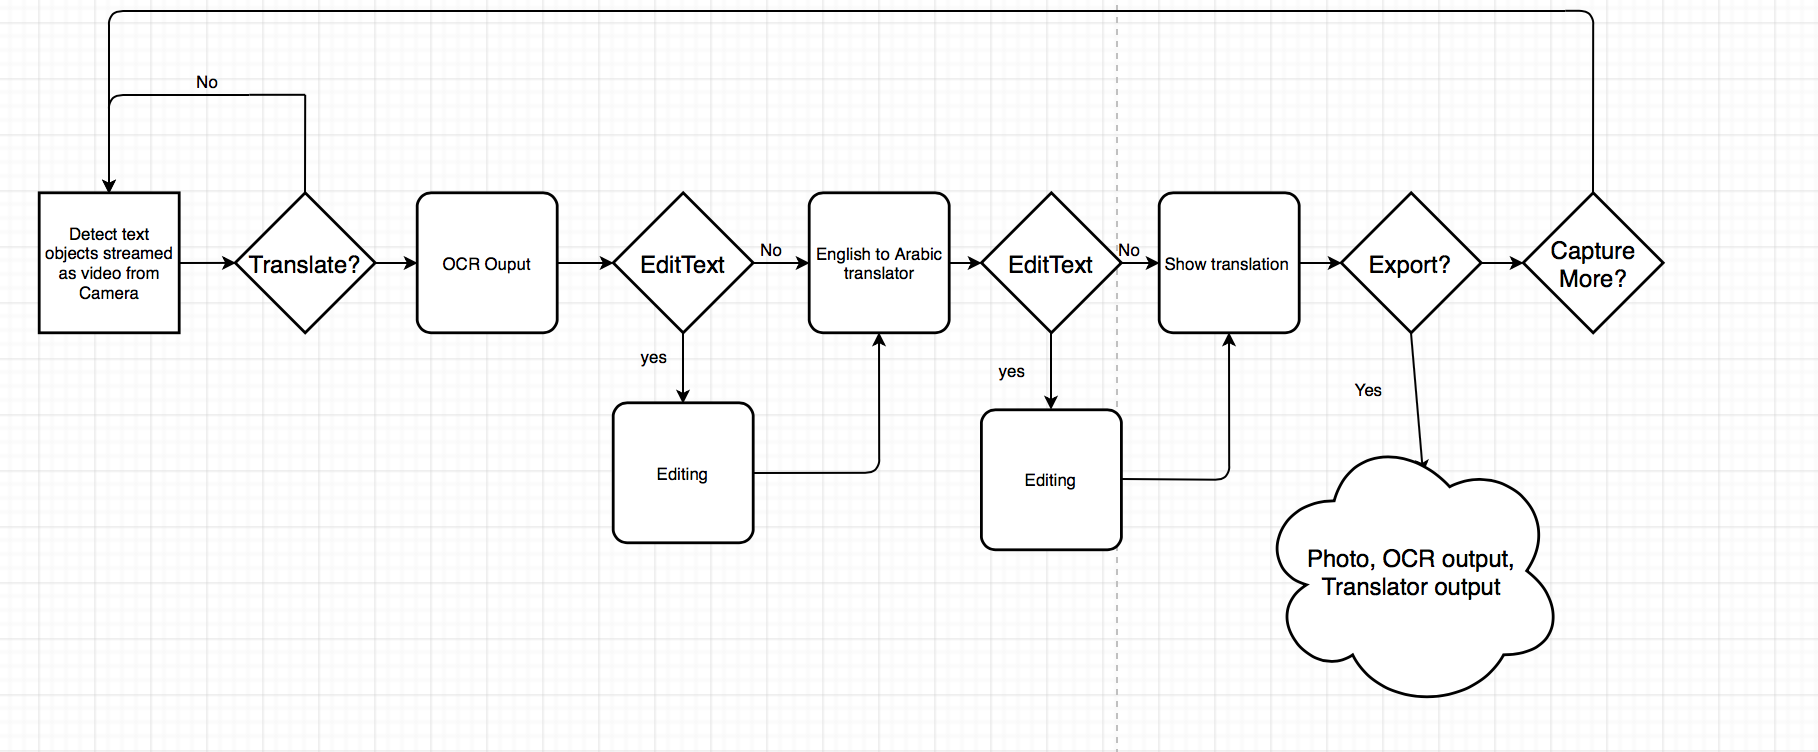 No
Detect text
objects streamed
as video from
Camera
Translate?
OCR Ouput
EditText
No
English to Arabic
translator
EditText
No
Show translation
Export?
Capture
More?
yes
yes
Yes
Editing
Editing
Photo, OCR output,
Translator output